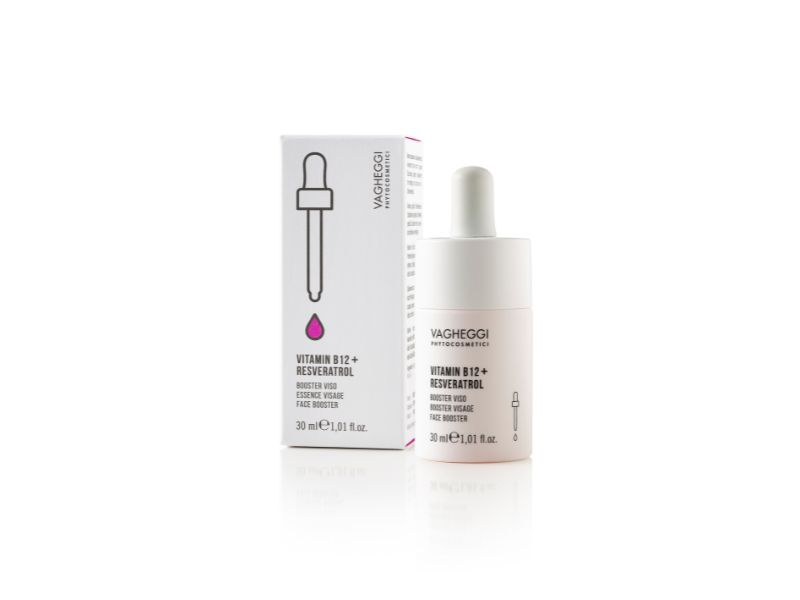 VAGHEGGI
PHYTOCOSMETICI
VITAMIN B12+
RESVERATROL
BOOSTER VISO
ESSENCE VISAGE
FACE BOOSTER
30 ml℮1,01 fl.oz.
VAGHEGGI
PHYTOCOSMETICI
VITAMIN B12+
RESVERATROL
BOOSTER VISO
BOOSTER VISAGE
FACE BOOSTER
30 ml℮1,01 fl.oz.